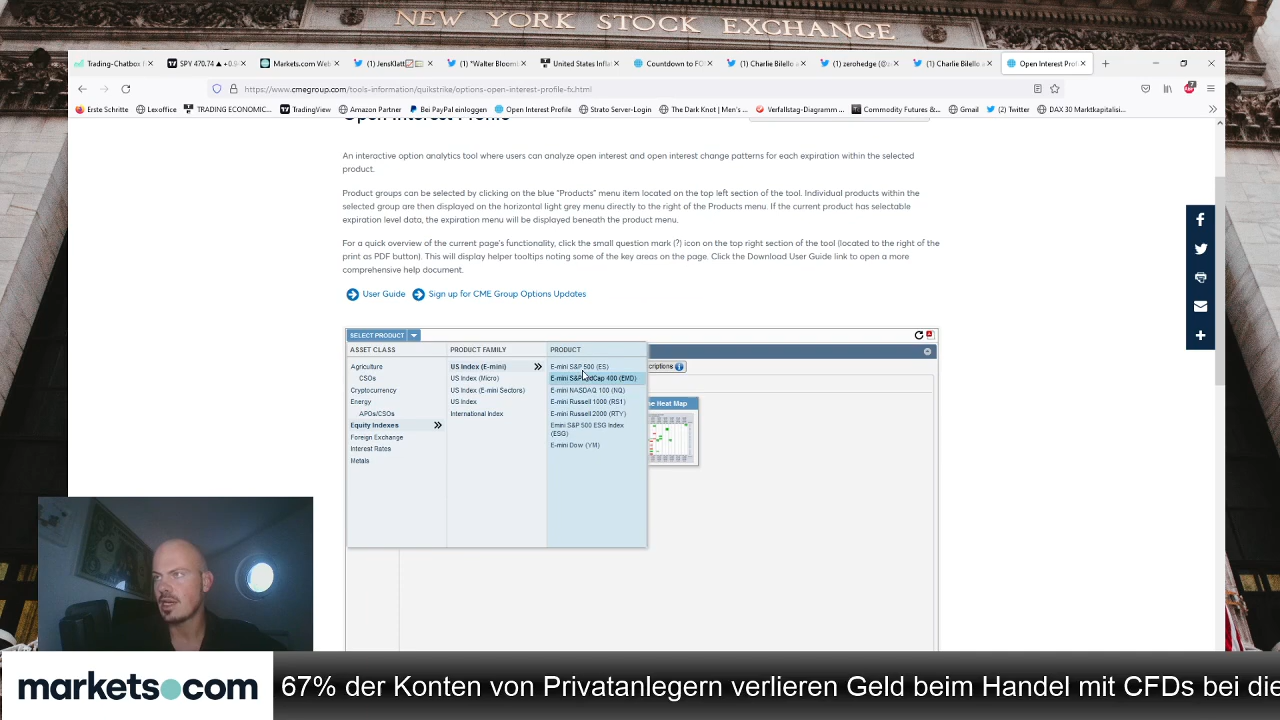 NEW YORK STOCK EXCHANGE
Trading-Chatbox
SPY 470.74 ▲ +0.
Markets.com Web
(1) JensKlatt
(1) "Walter Bloom
United States Infla
Countdown to FO
(1) Charlie Bilello
(1) zerohedge (@z
(1) Charlie Bilello
Open Interest Prof
https://www.cmegroup.com/tools-information/quikstrike/options-open-interest-profile-fx.html
Erste Schritte
Lexoffice
TRADING ECONOMIC...
TradingView
Amazon Partner
Bei PayPal einloggen
Open Interest Profile
Strato Server-Login
The Dark Knot | Men's ...
Verfallstag-Diagramm ...
Commodity Futures &...
Gmail
(2) Twitter
DAX 30 Marktkapitalisi...
Open Interest Profile
An interactive option analytics tool where users can analyze open interest and open interest change patterns for each expiration within the selected
product.
Product groups can be selected by clicking on the blue "Products" menu item located on the top left section of the tool. Individual products within the
selected group are then displayed on the horizontal light grey menu directly to the right of the Products menu. If the current product has selectable
expiration level data, the expiration menu will be displayed beneath the product menu.
For a quick overview of the current page's functionality, click the small question mark (?) icon on the top right section of the tool (located to the right of the
print as PDF button). This will display helper tooltips noting some of the key areas on the page. Click the Download User Guide link to open a more
comprehensive help document.
User Guide
Sign up for CME Group Options Updates
SELECT PRODUCT
ASSET CLASS
Agriculture
CSOs
Cryptocurrency
Energy
APOs/CSOs
Equity Indexes
Foreign Exchange
Interest Rates
Metals
PRODUCT FAMILY
US Index (E-mini)
US Index (Micro)
US Index (E-mini Sectors)
US Index
International Index
PRODUCT
E-mini S&P 500 (ES)
E-mini S&P MidCap 400 (EMD)
E-mini NASDAQ 100 (NQ)
E-mini Russell 1000 (RS1)
E-mini Russell 2000 (RTY)
Emini S&P 500 ESG Index
(ESG)
E-mini Dow (YM)
criptions
ne Heat Map
markets.com
67% der Konten von Privatanlegern verlieren Geld beim Handel mit CFDs bei die